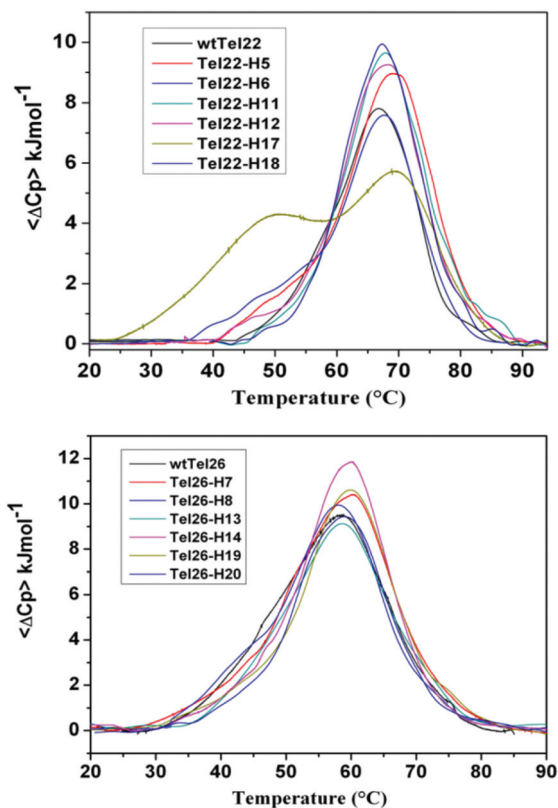 10
8
6
4
2
0
<ΔCp> kJmol⁻¹
wtTel22
Tel22-H5
Tel22-H6
Tel22-H11
Tel22-H12
Tel22-H17
Tel22-H18
20 30 40 50 60 70 80 90
Temperature (°C)
12
10
8
6
4
2
0
<ΔCp> kJmol⁻¹
wtTel26
Tel26-H7
Tel26-H8
Tel26-H13
Tel26-H14
Tel26-H19
Tel26-H20
20 30 40 50 60 70 80 90
Temperature (°C)